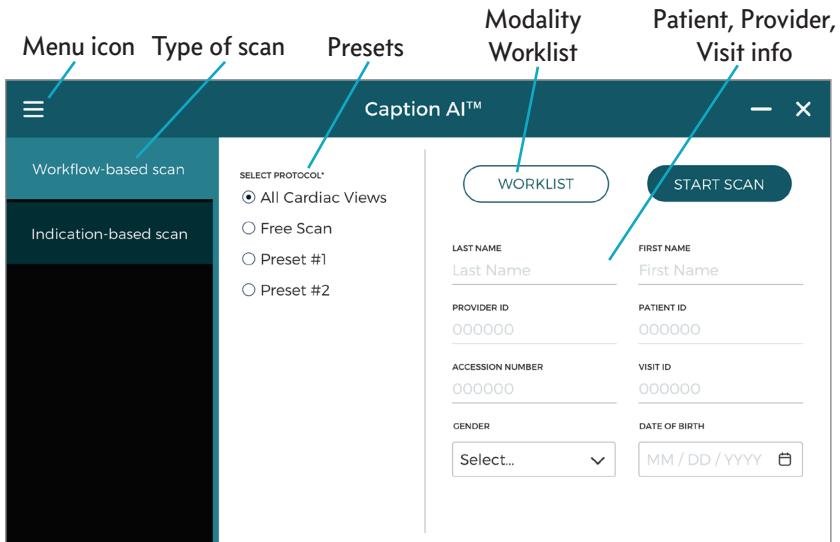 Menu icon
Type of scan
Presets
Modality
Worklist
Patient, Provider,
Visit info
Caption AI™
Workflow-based scan
Indication-based scan
SELECT PROTOCOL*
All Cardiac Views
Free Scan
Preset #1
Preset #2
WORKLIST
START SCAN
LAST NAME
Last Name
FIRST NAME
First Name
PROVIDER ID
000000
PATIENT ID
000000
ACCESSION NUMBER
000000
VISIT ID
000000
GENDER
Select...
DATE OF BIRTH
MM / DD / YYYY